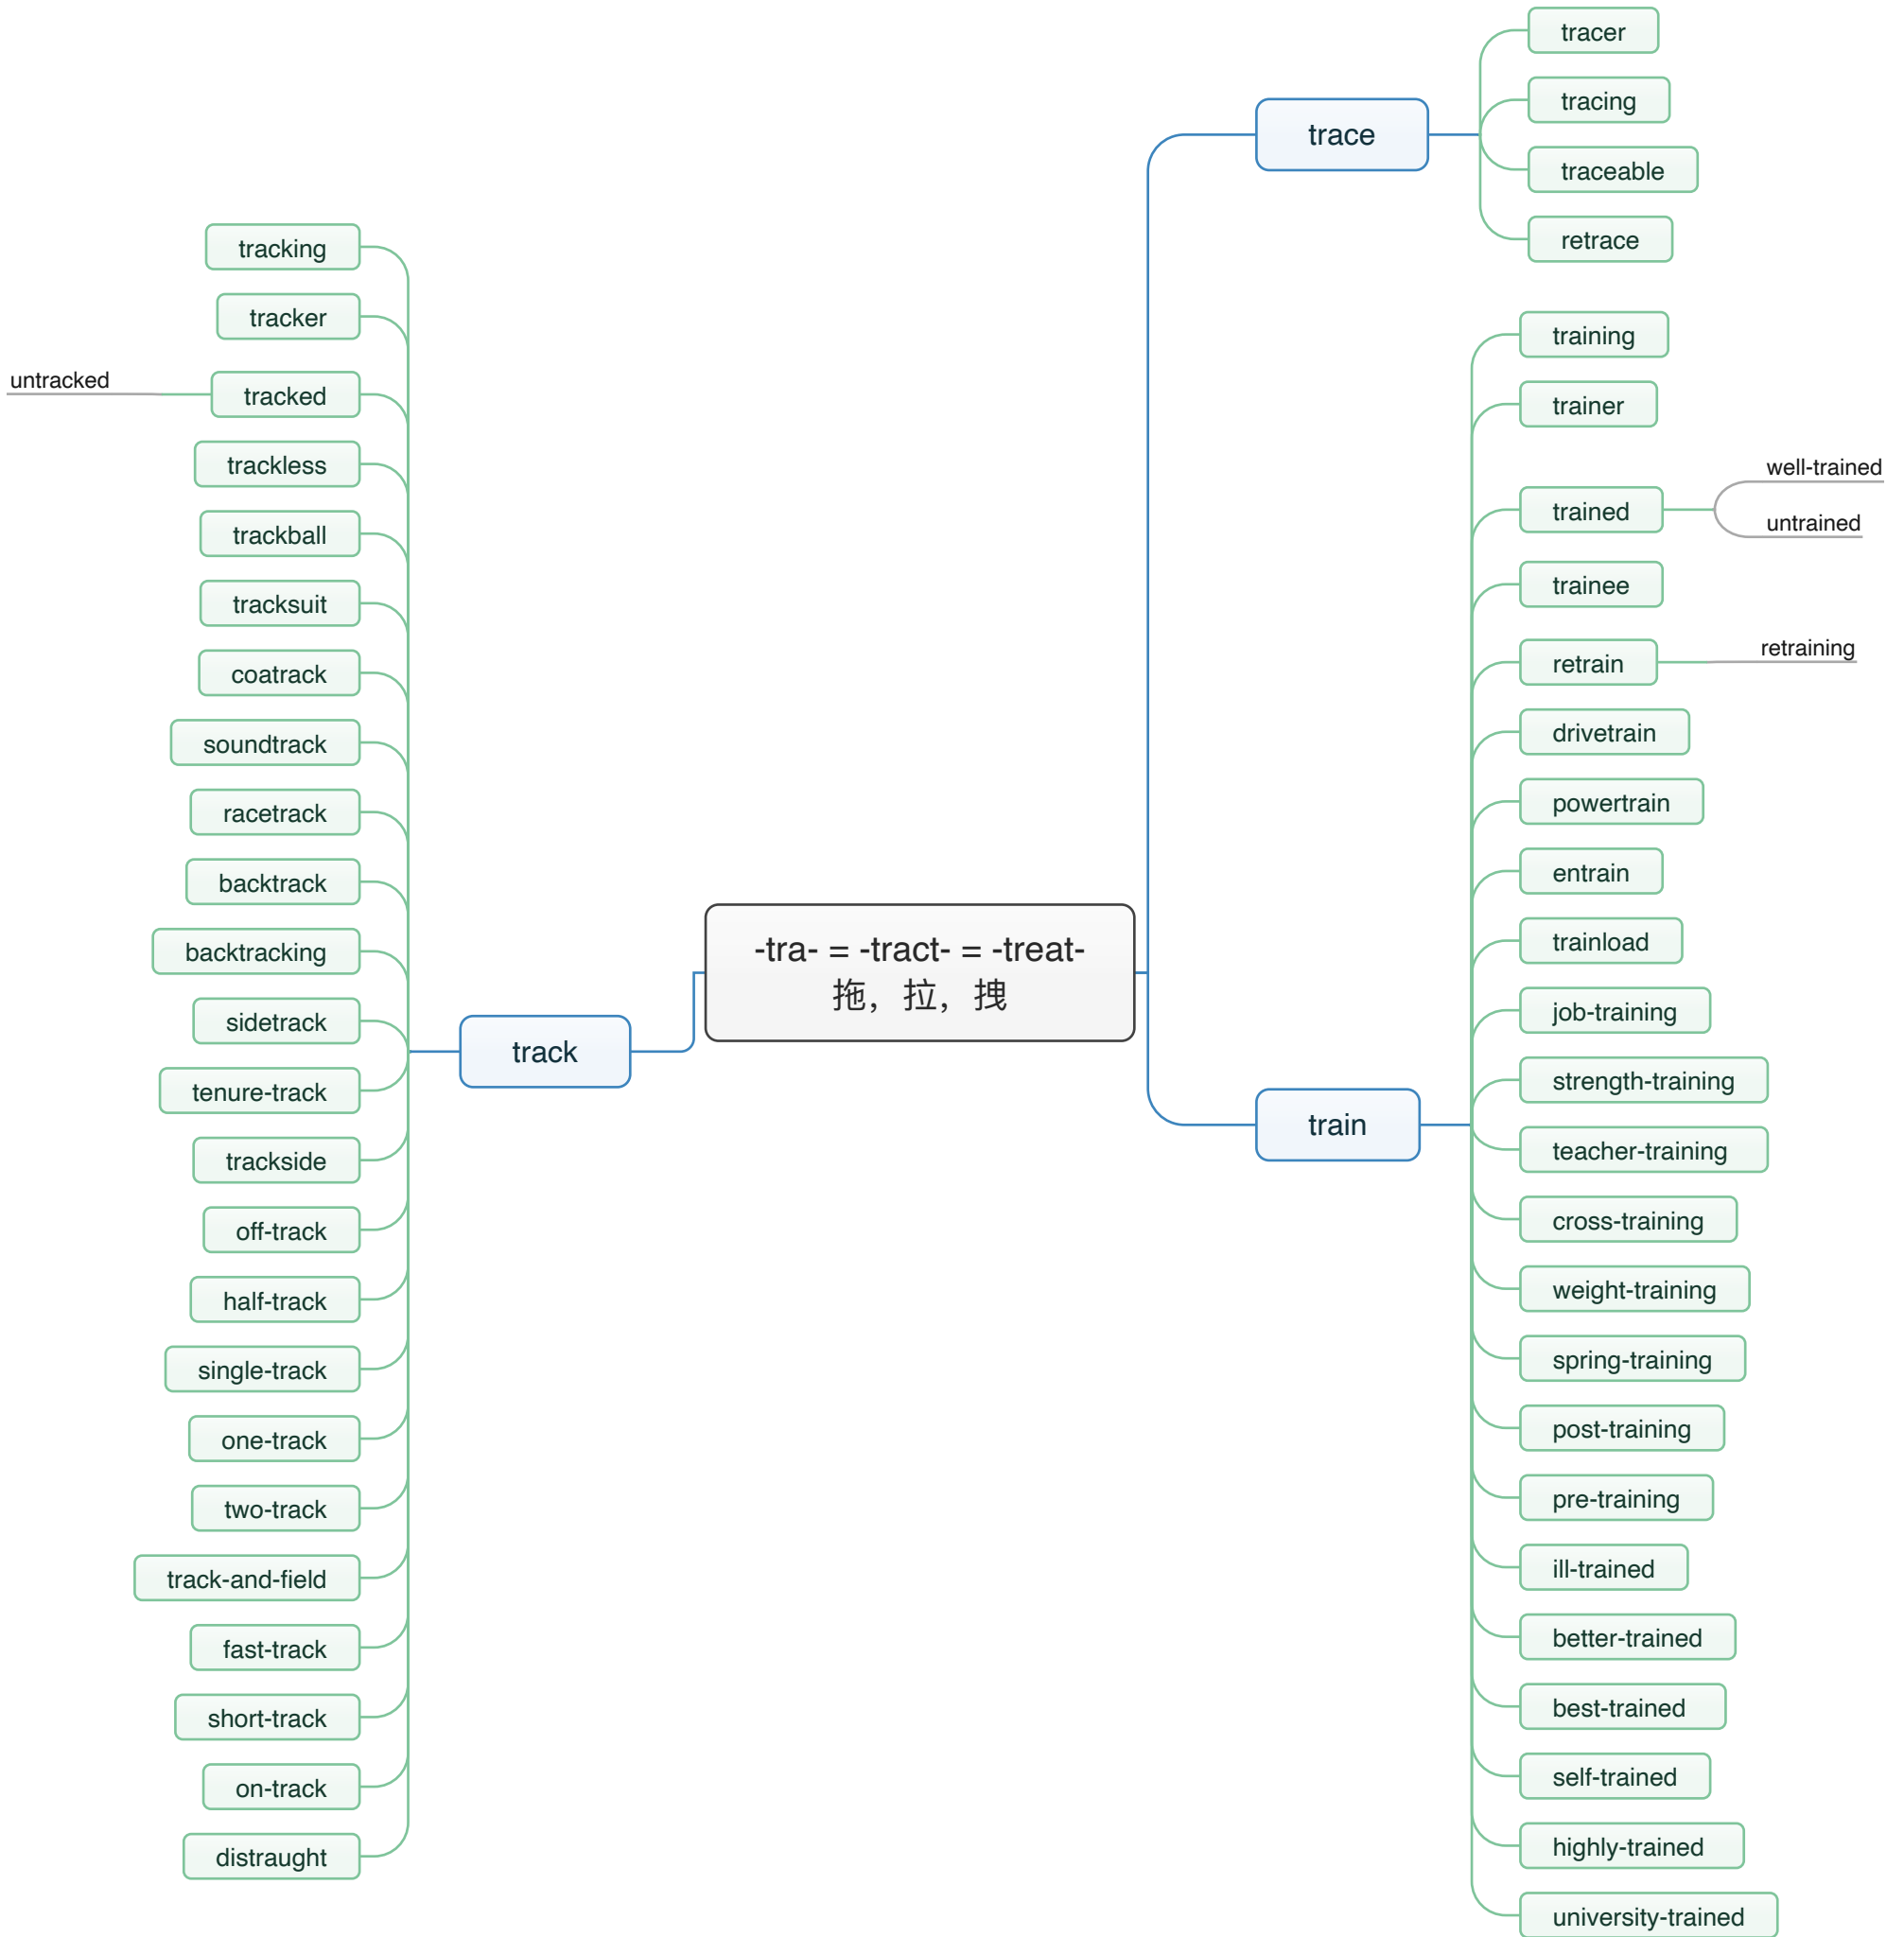 -tra- = -tract- = -treat-
拖，拉，拽
trace
tracer
tracing
traceable
retrace
train
training
trainer
trained
well-trained
untrained
trainee
retrain
retraining
drivetrain
powertrain
entrain
trainload
job-training
strength-training
teacher-training
cross-training
weight-training
spring-training
post-training
pre-training
ill-trained
better-trained
best-trained
self-trained
highly-trained
university-trained
track
tracking
tracker
tracked
untracked
trackless
trackball
tracksuit
coatrack
soundtrack
racetrack
backtrack
backtracking
sidetrack
tenure-track
trackside
off-track
half-track
single-track
one-track
two-track
track-and-field
fast-track
short-track
on-track
distraught